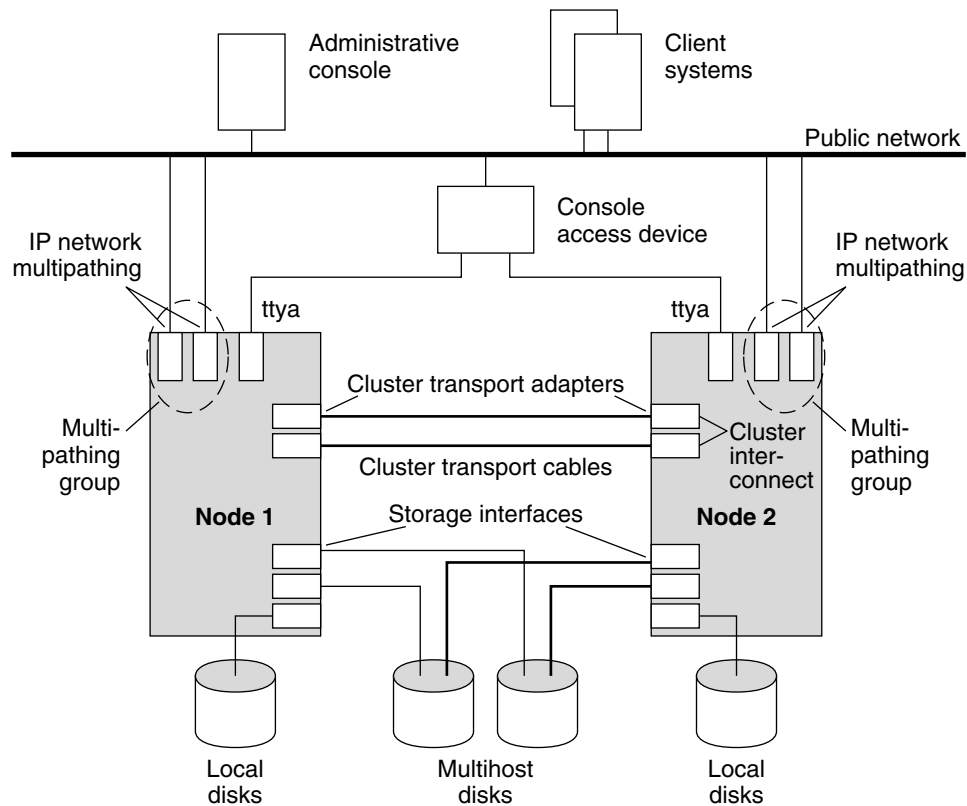 Administrative
console
Client
systems
Public network
Console
access device
IP network
multipathing
IP network
multipathing
ttya
ttya
Cluster transport adapters
Multi-
pathing
group
Cluster
inter-
connect
Multi-
pathing
group
Cluster transport cables
Node 1
Storage interfaces
Node 2
Local
disks
Multihost
disks
Local
disks